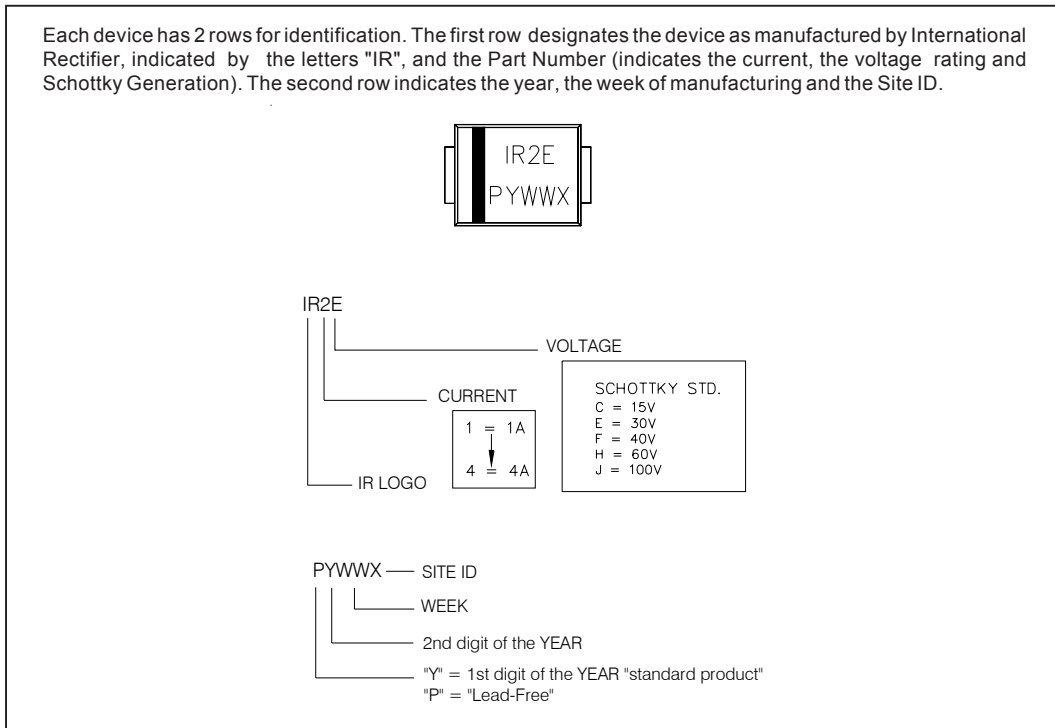 Each device has 2 rows for identification. The first row designates the device as manufactured by International
Rectifier, indicated by the letters "IR", and the Part Number (indicates the current, the voltage rating and
Schottky Generation). The second row indicates the year, the week of manufacturing and the Site ID.
IR2E
PYWWX
IR2E
VOLTAGE
SCHOTTKY STD.
C = 15V
E = 30V
F = 40V
H = 60V
J = 100V
CURRENT
1 = 1A
4 = 4A
IR LOGO
PYWWX
SITE ID
WEEK
2nd digit of the YEAR
"Y" = 1st digit of the YEAR "standard product"
"P" = "Lead-Free"